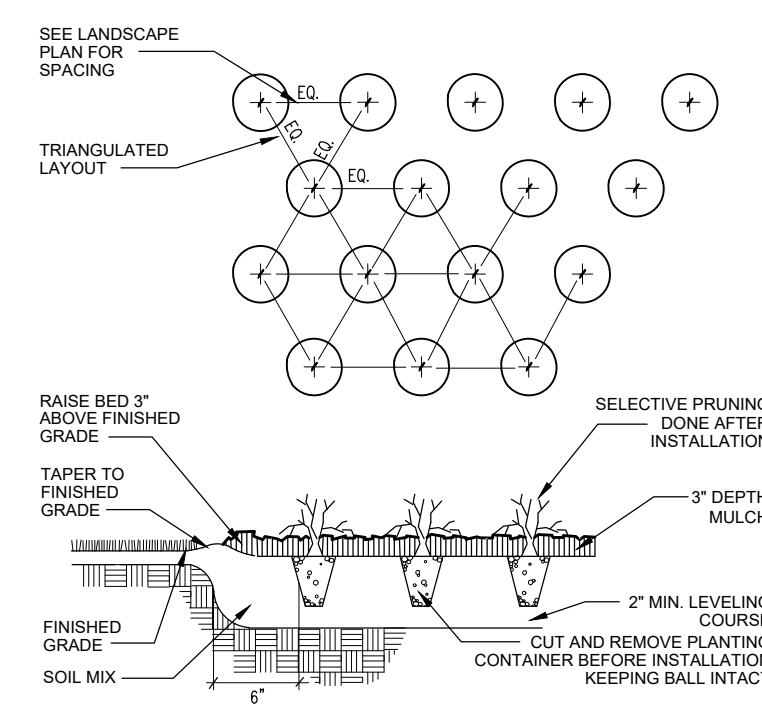 SEE LANDSCAPE
PLAN FOR
SPACING
EQ.
EQ.
EQ.
TRIANGULATED
LAYOUT
EQ.
RAISE BED 3"
ABOVE FINISHED
GRADE
SELECTIVE PRUNING
DONE AFTER
INSTALLATION
TAPER TO
FINISHED
GRADE
3" DEPTH
MULCH
FINISHED
GRADE
2" MIN. LEVELING
COURSE
CUT AND REMOVE PLANTING
CONTAINER BEFORE INSTALLATION
KEEPING BALL INTACT
SOIL MIX
6"